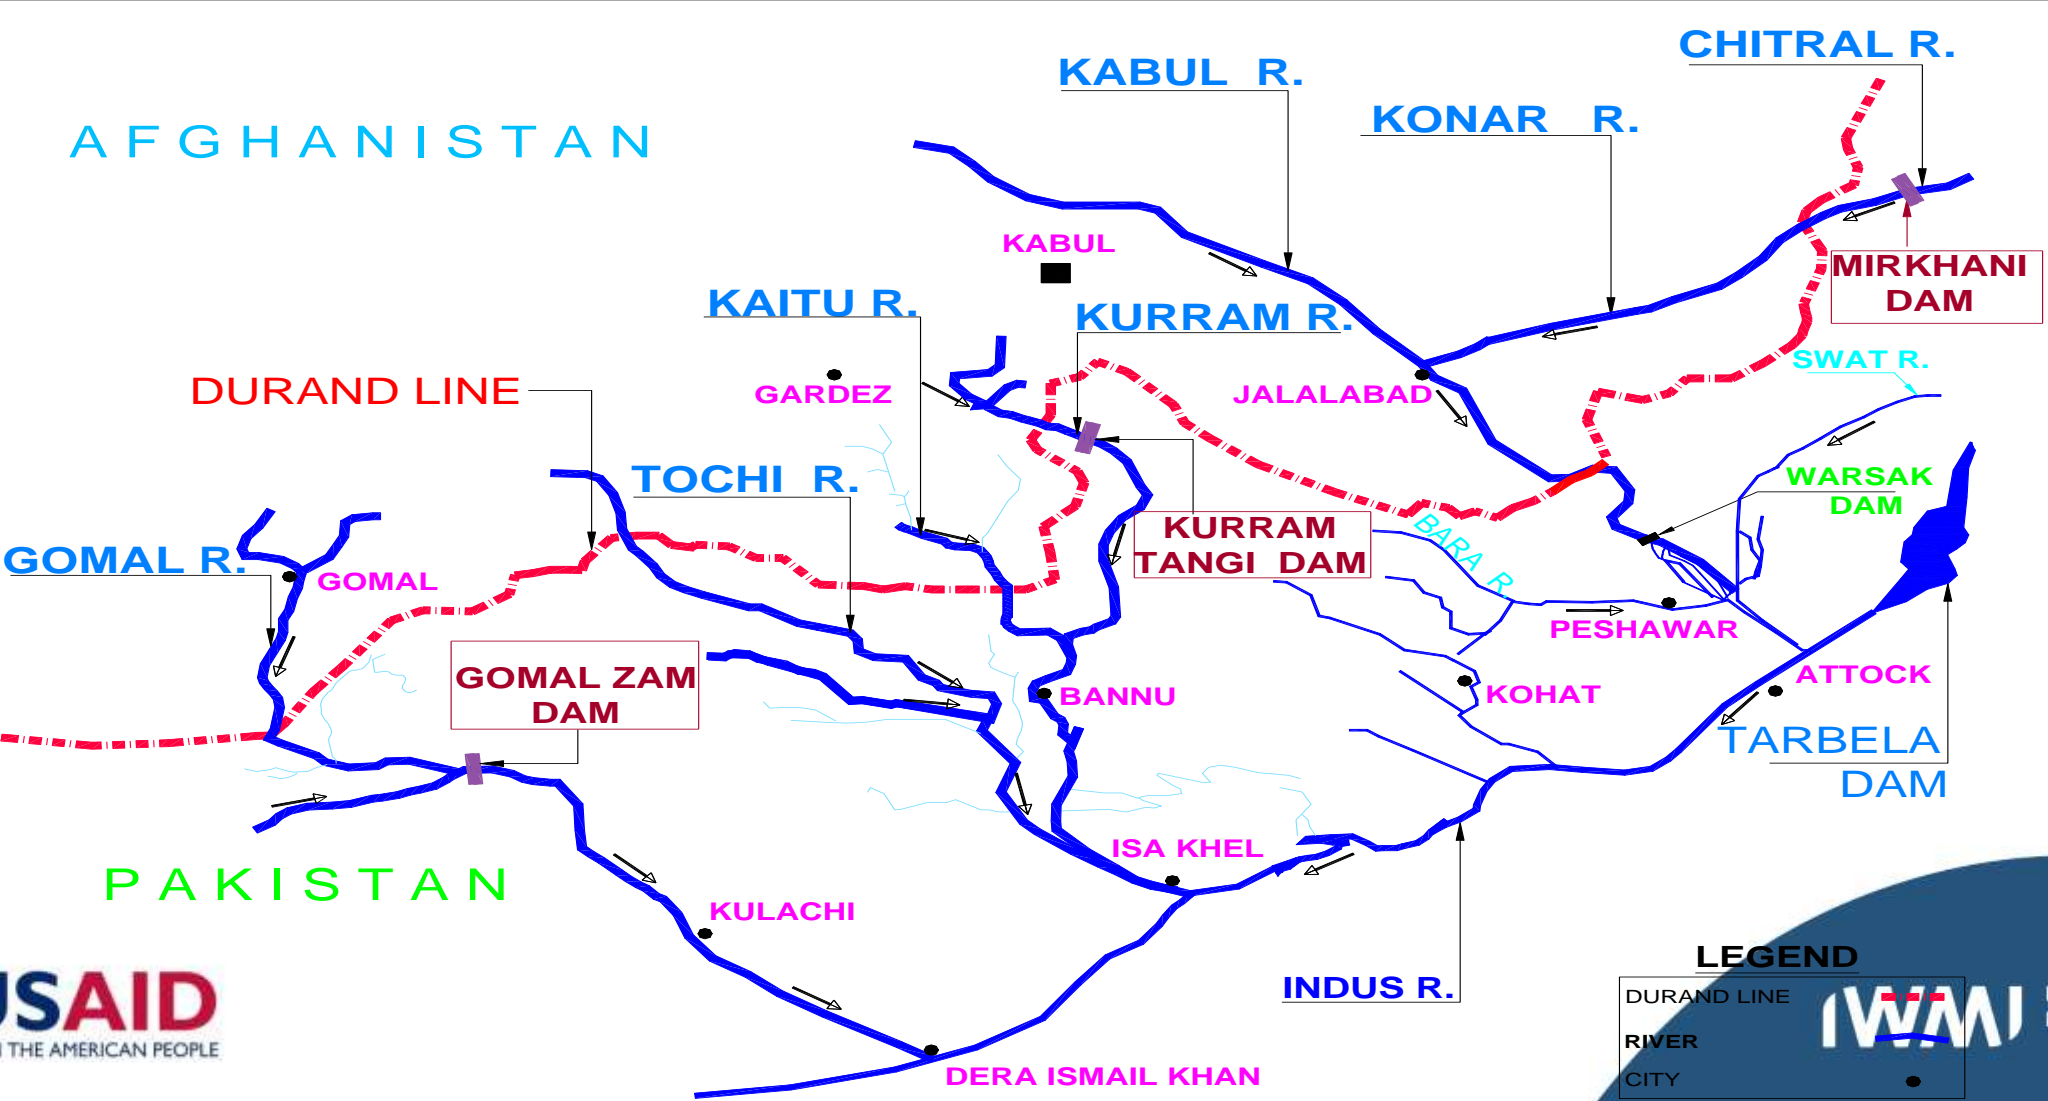 CHITRAL R.
KABUL R.
KONAR R.
AFGHANISTAN
KABUL
MIRKHANI
DAM
KAITU R.
KURRAM R.
SWAT R.
DURAND LINE
GARDEZ
JALALABAD
TOCHI R.
WARSAK
DAM
KURRAM
TANGI DAM
BARA R.
GOMAL R.
GOMAL
PESHAWAR
GOMAL ZAM
DAM
BANNU
KOHAT
ATTOCK
TARBELA
DAM
ISA KHEL
PAKISTAN
KULACHI
INDUS R.
LEGEND
DURAND LINE
RIVER
CITY
USAID
THE AMERICAN PEOPLE
IWMI
DERA ISMAIL KHAN